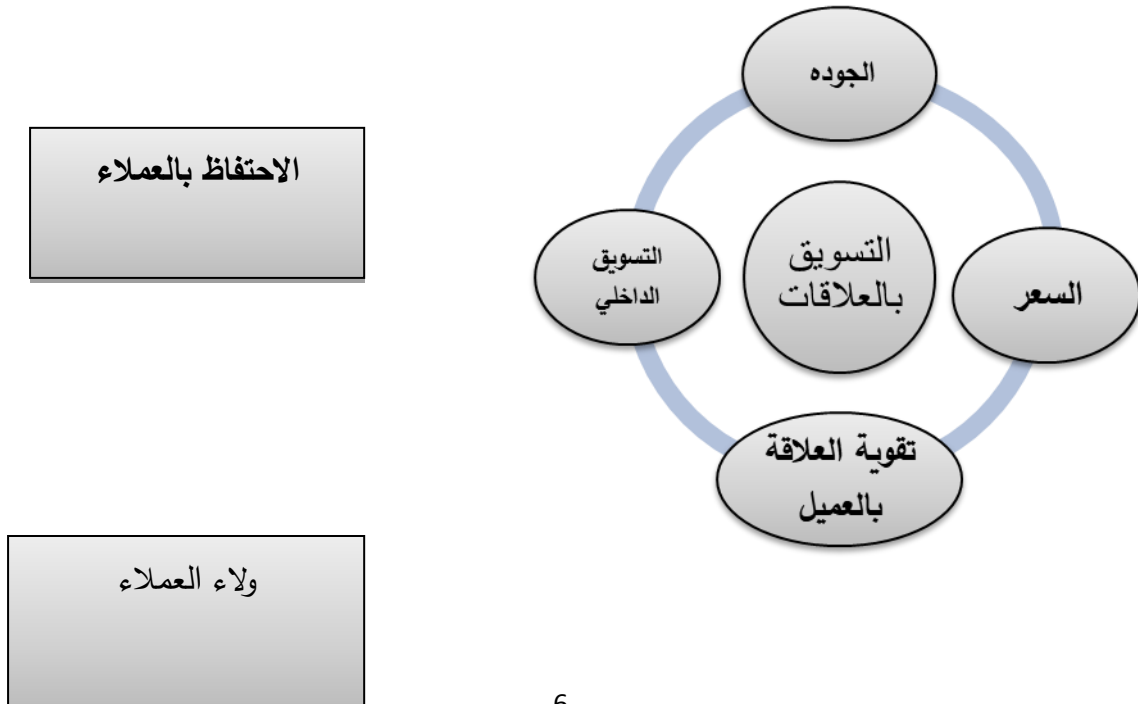 الجوده
الاحتفاظ بالعملاء
التسويق
بالعلاقات
السعر
التسويق
الداخلي
تقوية العلاقة
بالعميل
ولاء العملاء
6